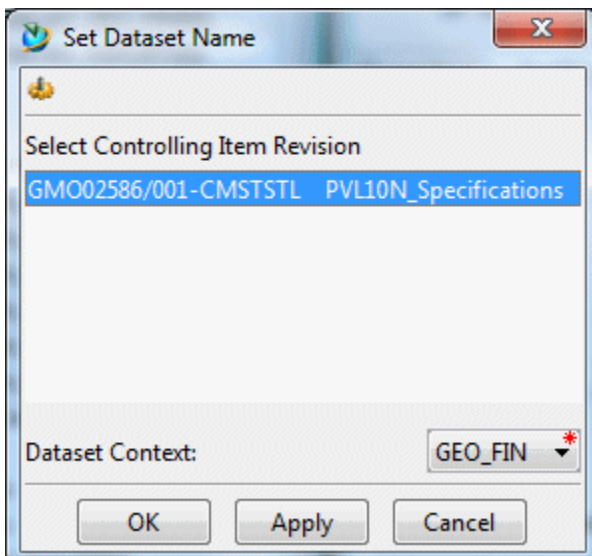 Set Dataset Name
Select Controlling Item Revision
GMO02586/001-CMSTSTL PVL10N_Specifications
Dataset Context: GEO_FIN
OK Apply Cancel